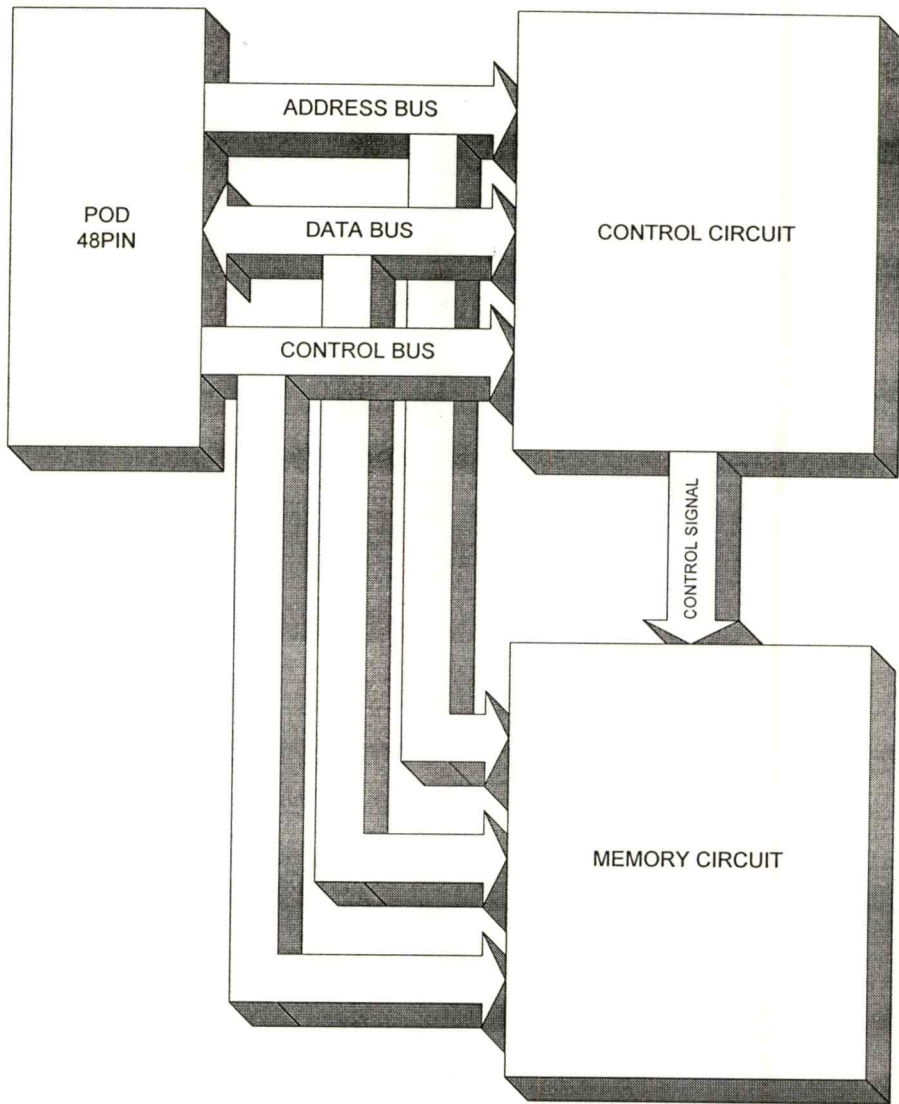 POD
48PIN
ADDRESS BUS
DATA BUS
CONTROL BUS
CONTROL CIRCUIT
CONTROL SIGNAL
MEMORY CIRCUIT